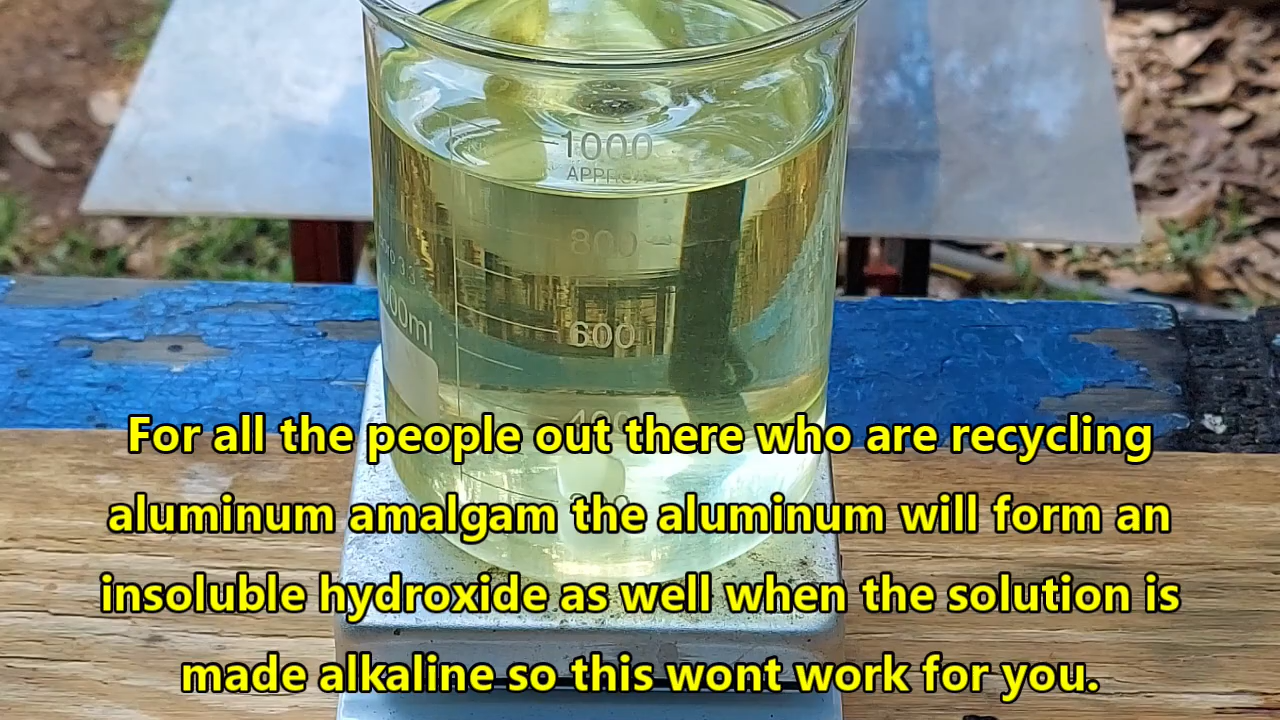 1000
APPROX
800
600
400
For all the people out there who are recycling
aluminum amalgam the aluminum will form an
insoluble hydroxide as well when the solution is
made alkaline so this wont work for you.